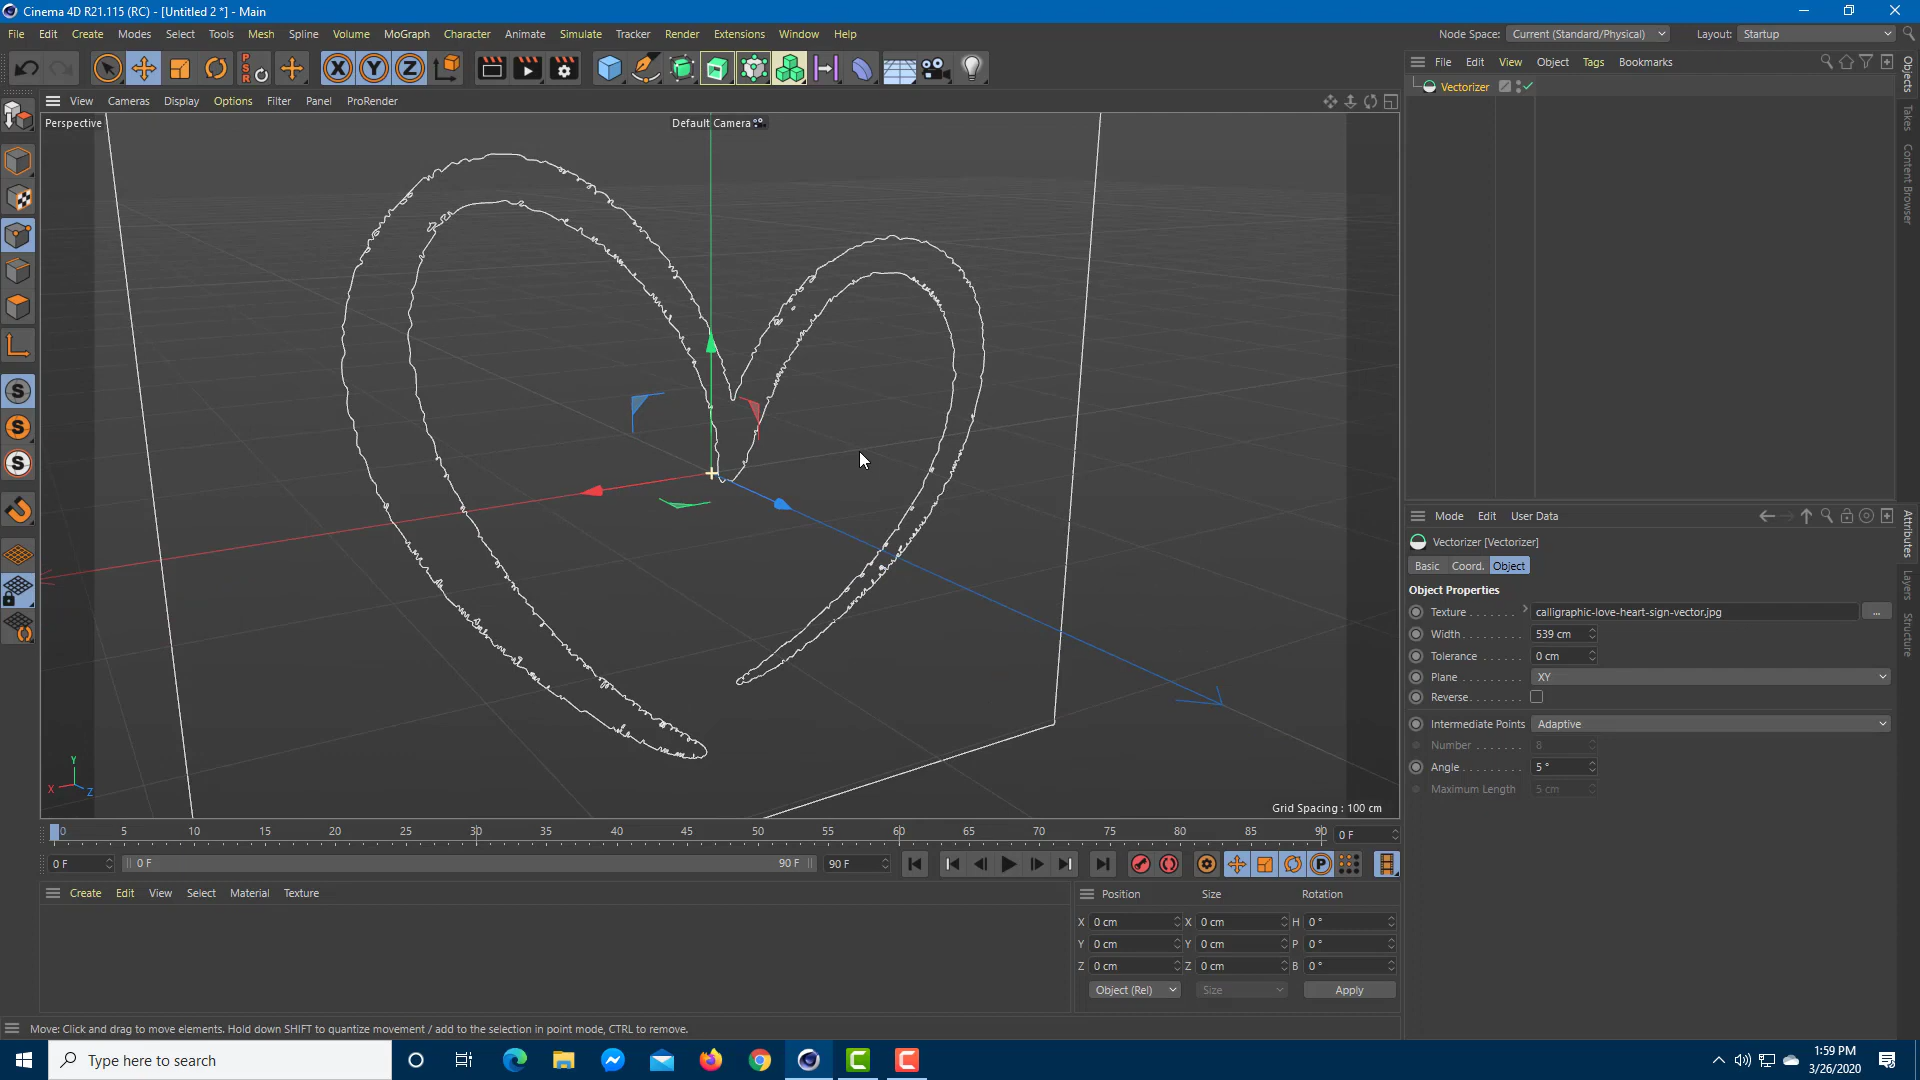 Cinema 4D R21.115 (RC) - [Untitled 2 *] - Main
File Edit Create Modes Select Tools Mesh Spline Volume MoGraph Character Animate Simulate Tracker Render Extensions Window Help
Node Space: Current (Standard/Physical) Layout: Startup
View Cameras Display Options Filter Panel ProRender
File Edit View Object Tags Bookmarks
Perspective
Default Camera
Vectorizer
Objects
Takes
Content Browser
Mode Edit User Data
Vectorizer [Vectorizer]
Basic Coord. Object
Object Properties
Texture calligraphic-love-heart-sign-vector.jpg ...
Width 539 cm
Tolerance 0 cm
Plane XY
Reverse
Intermediate Points Adaptive
Number 8
Angle 5 °
Maximum Length 5 cm
Attributes
Layers
Structure
Y
X
Z
Grid Spacing : 100 cm
0 5 10 15 20 25 30 35 40 45 50 55 60 65 70 75 80 85 90 0 F
0 F 0 F 90 F 90 F
Create Edit View Select Material Texture
Position Size Rotation
X 0 cm X 0 cm H 0 °
Y 0 cm Y 0 cm P 0 °
Z 0 cm Z 0 cm B 0 °
Object (Rel) Size Apply
Move: Click and drag to move elements. Hold down SHIFT to quantize movement / add to the selection in point mode, CTRL to remove.
Type here to search
1:59 PM
3/26/2020